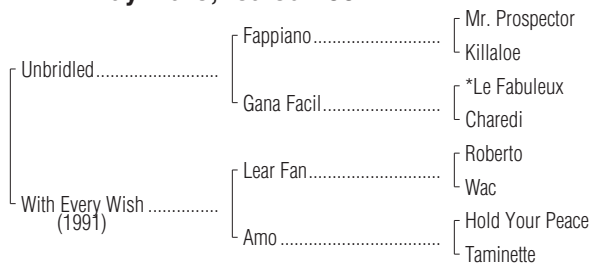 Mr. Prospector
Fappiano
Killaloe
Unbridled
*Le Fabuleux
Gana Facil
Charedi
Roberto
Lear Fan
Wac
With Every Wish
(1991)
Hold Your Peace
Amo
Taminette